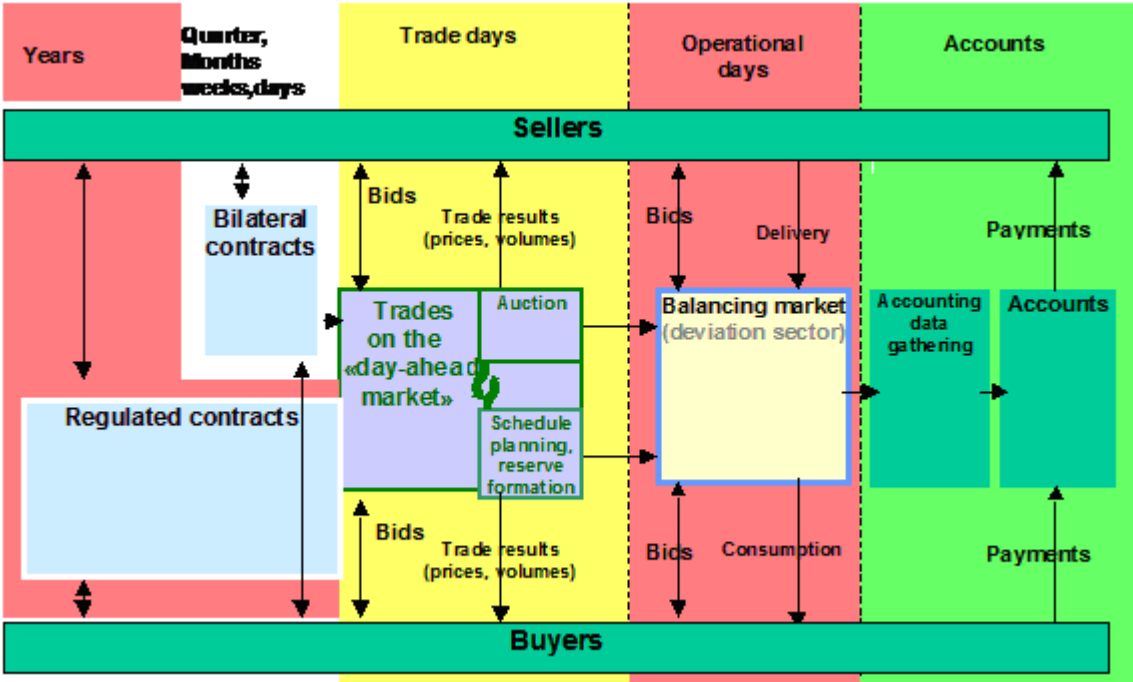 Years
Quarter,
Months
weeks,days
Trade days
Operational
days
Accounts
Sellers
Bids
Trade results
(prices, volumes)
Bids
Delivery
Payments
Bilateral
contracts
Trades
on the
«day-ahead
market»
Auction
Schedule
planning,
reserve
formation
Balancing market
(deviation sector)
Accounting
data
gathering
Accounts
Regulated contracts
Bids
Trade results
(prices, volumes)
Bids
Consumption
Payments
Buyers